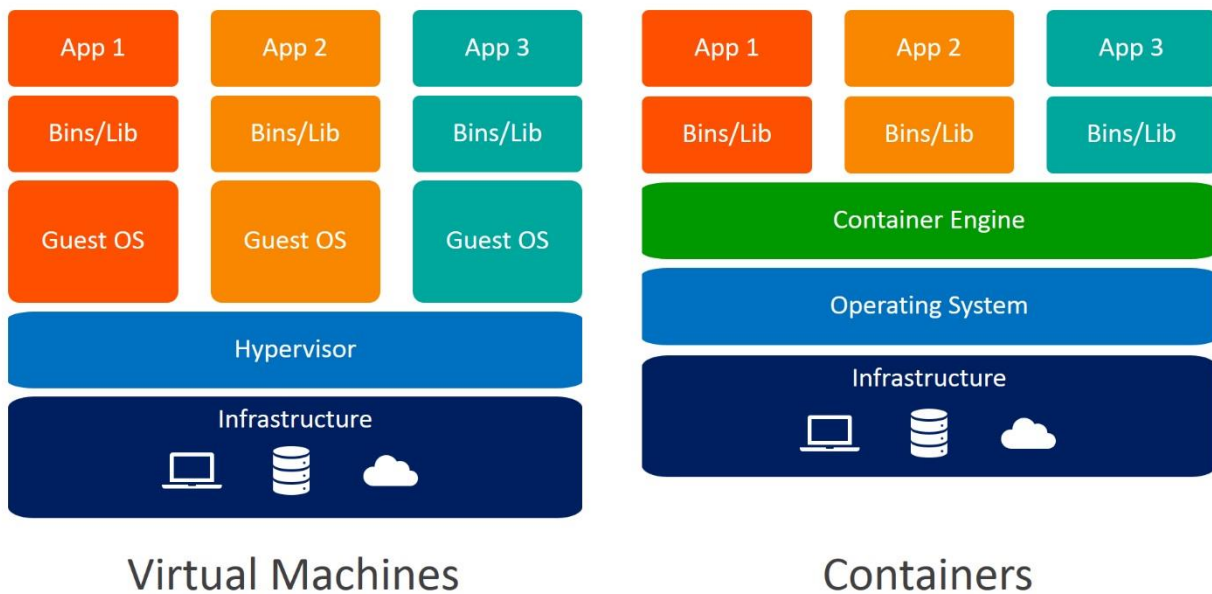 App 1
App 2
App 3
Bins/Lib
Bins/Lib
Bins/Lib
Guest OS
Guest OS
Guest OS
Hypervisor
Infrastructure
Virtual Machines
App 1
App 2
App 3
Bins/Lib
Bins/Lib
Bins/Lib
Container Engine
Operating System
Infrastructure
Containers